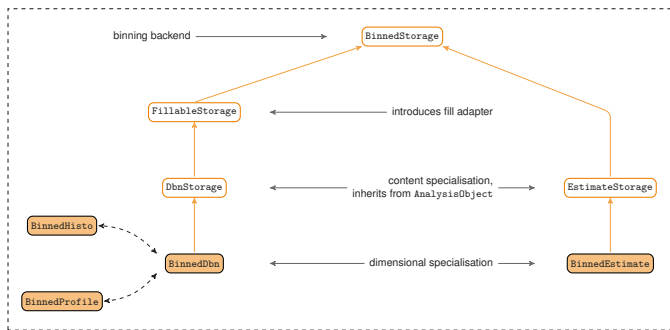 binning backend
BinnedStorage
FillableStorage
introduces fill adapter
DbnStorage
content specialisation,
inherits from AnalysisObject
EstimateStorage
BinnedHisto
BinnedDbn
dimensional specialisation
BinnedEstimate
BinnedProfile